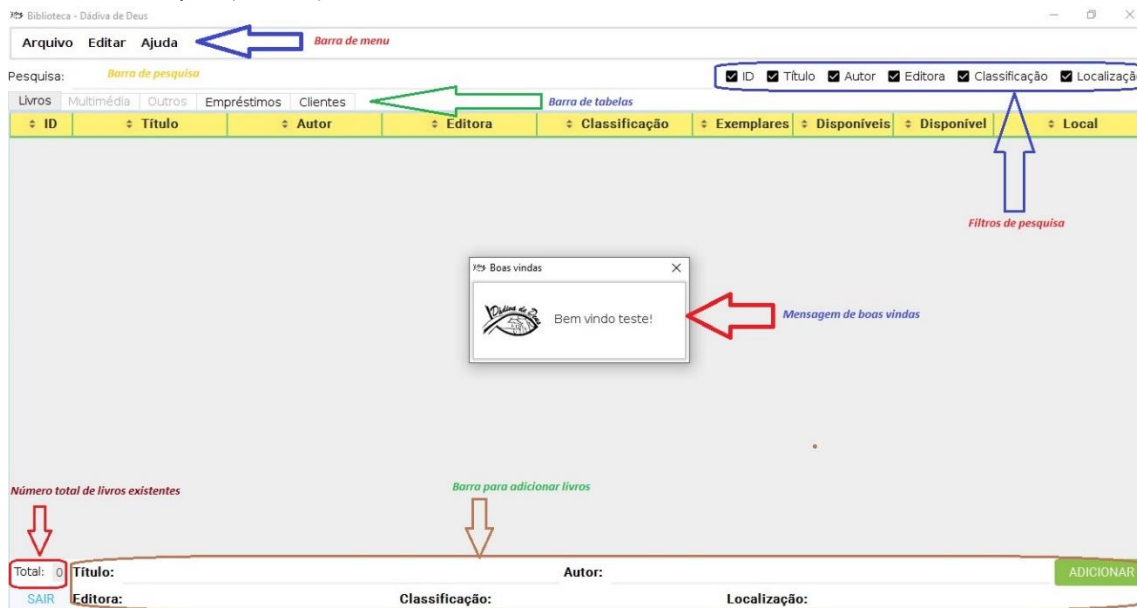 Biblioteca - Dádiva de Deus
Arquivo Editar Ajuda Barra de menu
Pesquisa: Barra de pesquisa ID Título Autor Editora Classificação Localizaçã
Livros Multimédia Outros Empréstimos Clientes Barra de tabelas
ID Título Autor Editora Classificação Exemplares Disponíveis Disponível Local
Filtros de pesquisa
Boas vindas
Dádiva de Deus
Bem vindo teste!
Mensagem de boas vindas
Número total de livros existentes
Barra para adicionar livros
Total: 0 Título: Autor: ADICIONAR
SAIR Editora: Classificação: Localização: